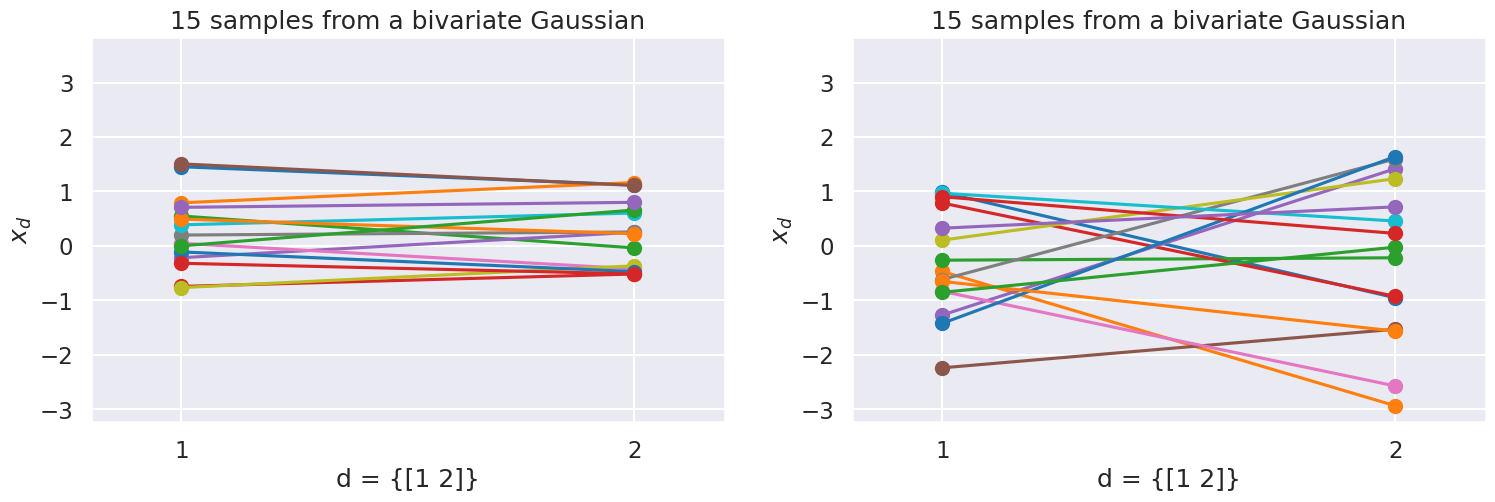 15 samples from a bivariate Gaussian
3
2
1
0
−1
−2
−3
x_d
1 2
d = {[1 2]}
15 samples from a bivariate Gaussian
3
2
1
0
−1
−2
−3
x_d
1 2
d = {[1 2]}